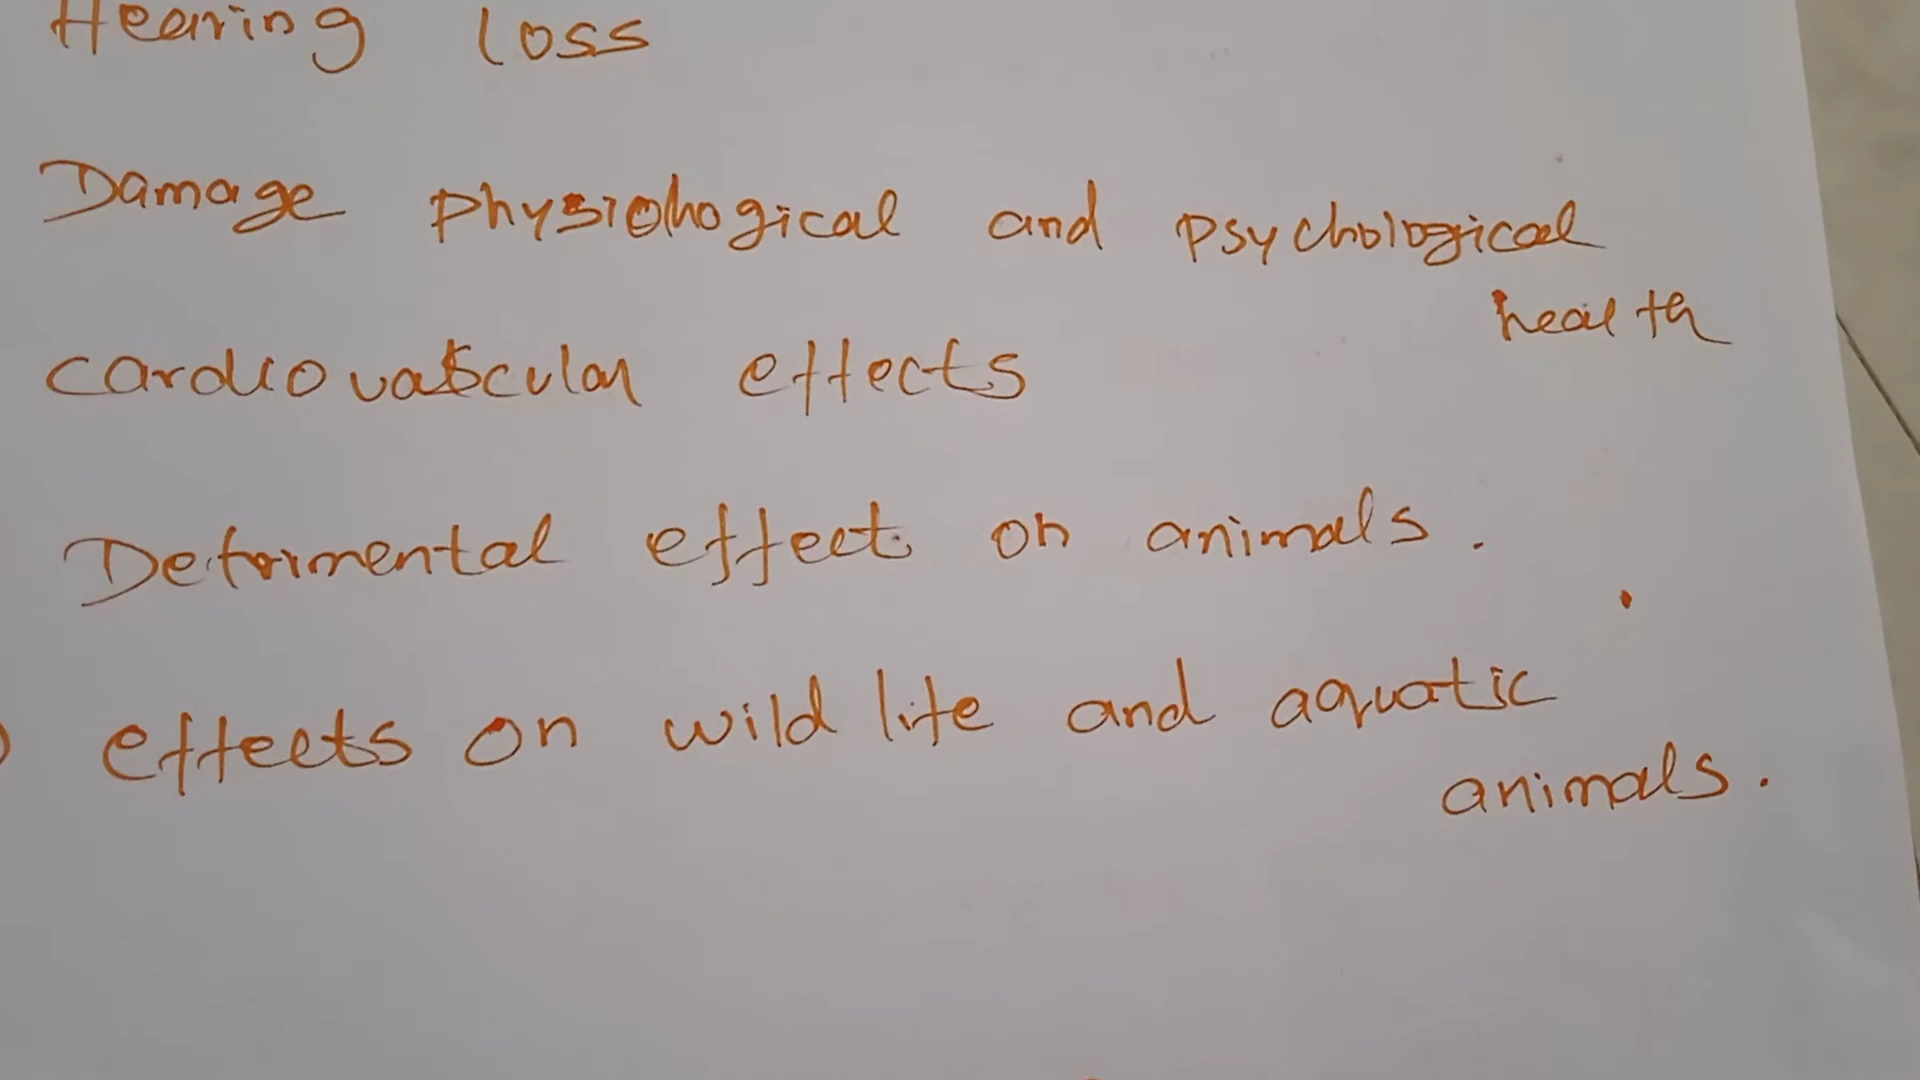 Hearing loss
Damage physiological and psychological
health
cardiovascular effects
Detrimental effect on animals.
) effects on wild life and aquatic
animals.